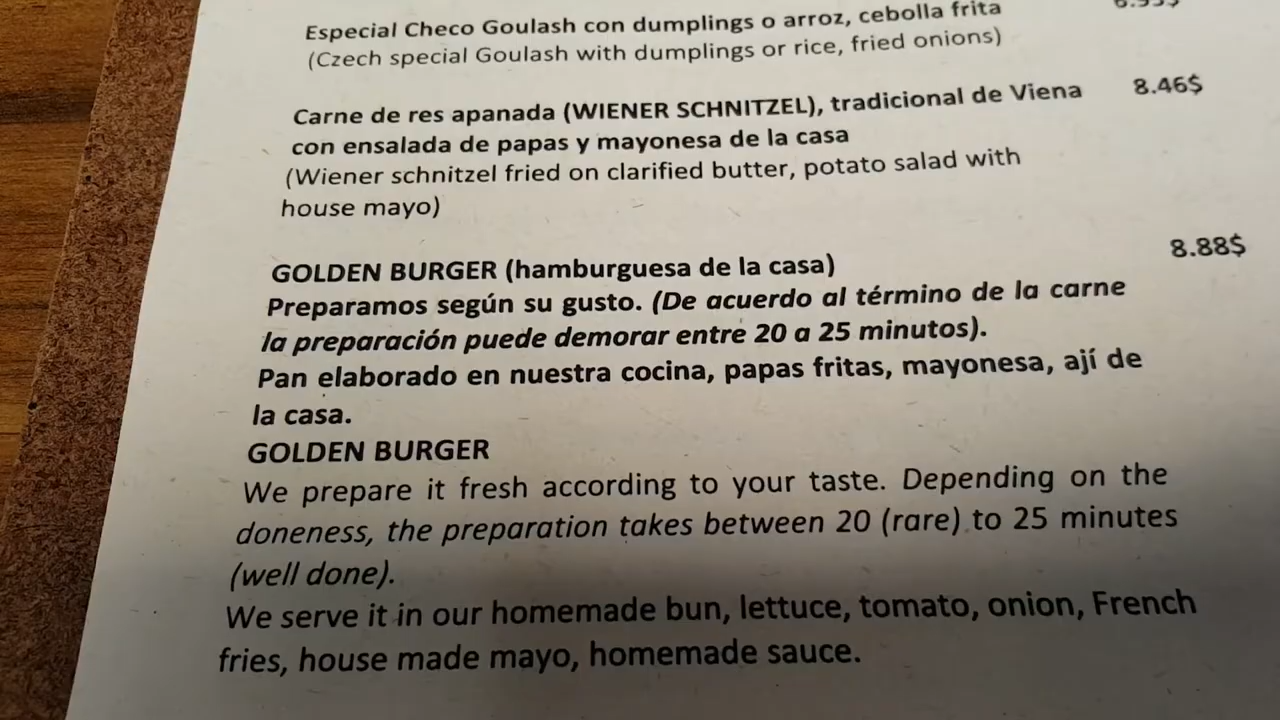 Especial Checo Goulash con dumplings o arroz, cebolla frita
(Czech special Goulash with dumplings or rice, fried onions)
Carne de res apanada (WIENER SCHNITZEL), tradicional de Viena 8.46$
con ensalada de papas y mayonesa de la casa
(Wiener schnitzel fried on clarified butter, potato salad with
house mayo)
GOLDEN BURGER (hamburguesa de la casa) 8.88$
Preparamos según su gusto. (De acuerdo al término de la carne
la preparación puede demorar entre 20 a 25 minutos).
Pan elaborado en nuestra cocina, papas fritas, mayonesa, ají de
la casa.
GOLDEN BURGER
We prepare it fresh according to your taste. Depending on the
doneness, the preparation takes between 20 (rare) to 25 minutes
(well done).
We serve it in our homemade bun, lettuce, tomato, onion, French
fries, house made mayo, homemade sauce.